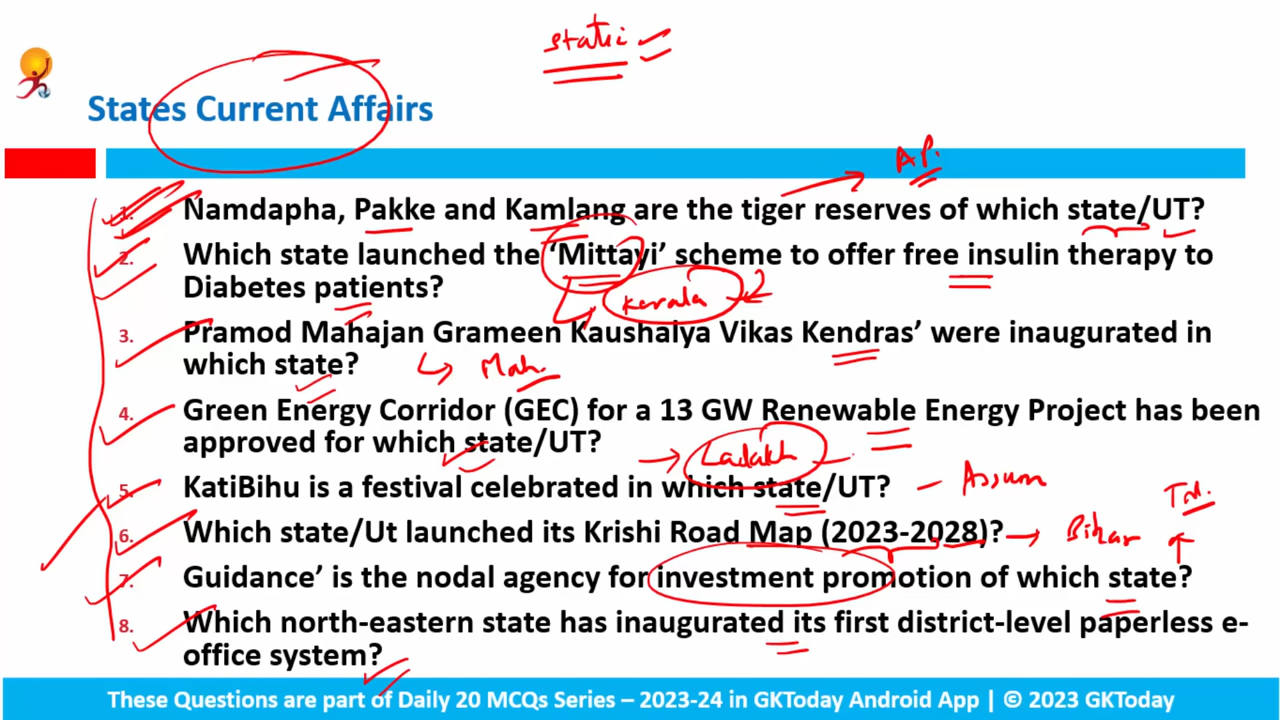 static
States Current Affairs
AP.
1. Namdapha, Pakke and Kamlang are the tiger reserves of which state/UT?
2. Which state launched the ‘Mittayi’ scheme to offer free insulin therapy to
Diabetes patients?
Kerala
3. Pramod Mahajan Grameen Kaushalya Vikas Kendras’ were inaugurated in
which state?
Mah.
4. Green Energy Corridor (GEC) for a 13 GW Renewable Energy Project has been
approved for which state/UT?
Ladakh
5. KatiBihu is a festival celebrated in which state/UT?
Assam
6. Which state/Ut launched its Krishi Road Map (2023-2028)?
Bihar
7. Guidance’ is the nodal agency for investment promotion of which state?
8. Which north-eastern state has inaugurated its first district-level paperless e-
office system?
These Questions are part of Daily 20 MCQs Series – 2023-24 in GKToday Android App | © 2023 GKToday